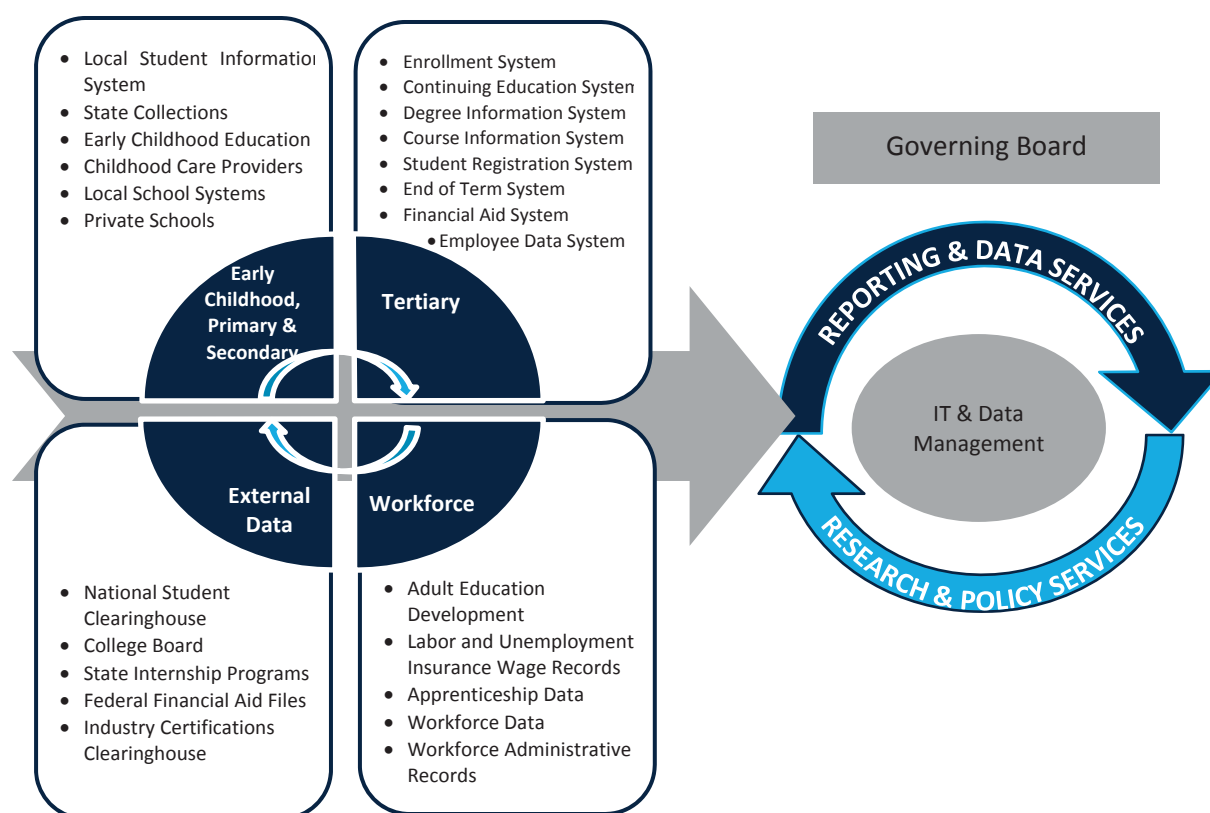 • Local Student Information
System
• State Collections
• Early Childhood Education
• Childhood Care Providers
• Local School Systems
• Private Schools
Early
Childhood,
Primary &
Secondary
• Enrollment System
• Continuing Education System
• Degree Information System
• Course Information System
• Student Registration System
• End of Term System
• Financial Aid System
• Employee Data System
Tertiary
External
Data
• National Student
Clearinghouse
• College Board
• State Internship Programs
• Federal Financial Aid Files
• Industry Certifications
Clearinghouse
Workforce
• Adult Education
Development
• Labor and Unemployment
Insurance Wage Records
• Apprenticeship Data
• Workforce Data
• Workforce Administrative
Records
Governing Board
REPORTING & DATA SERVICES
IT & Data
Management
RESEARCH & POLICY SERVICES